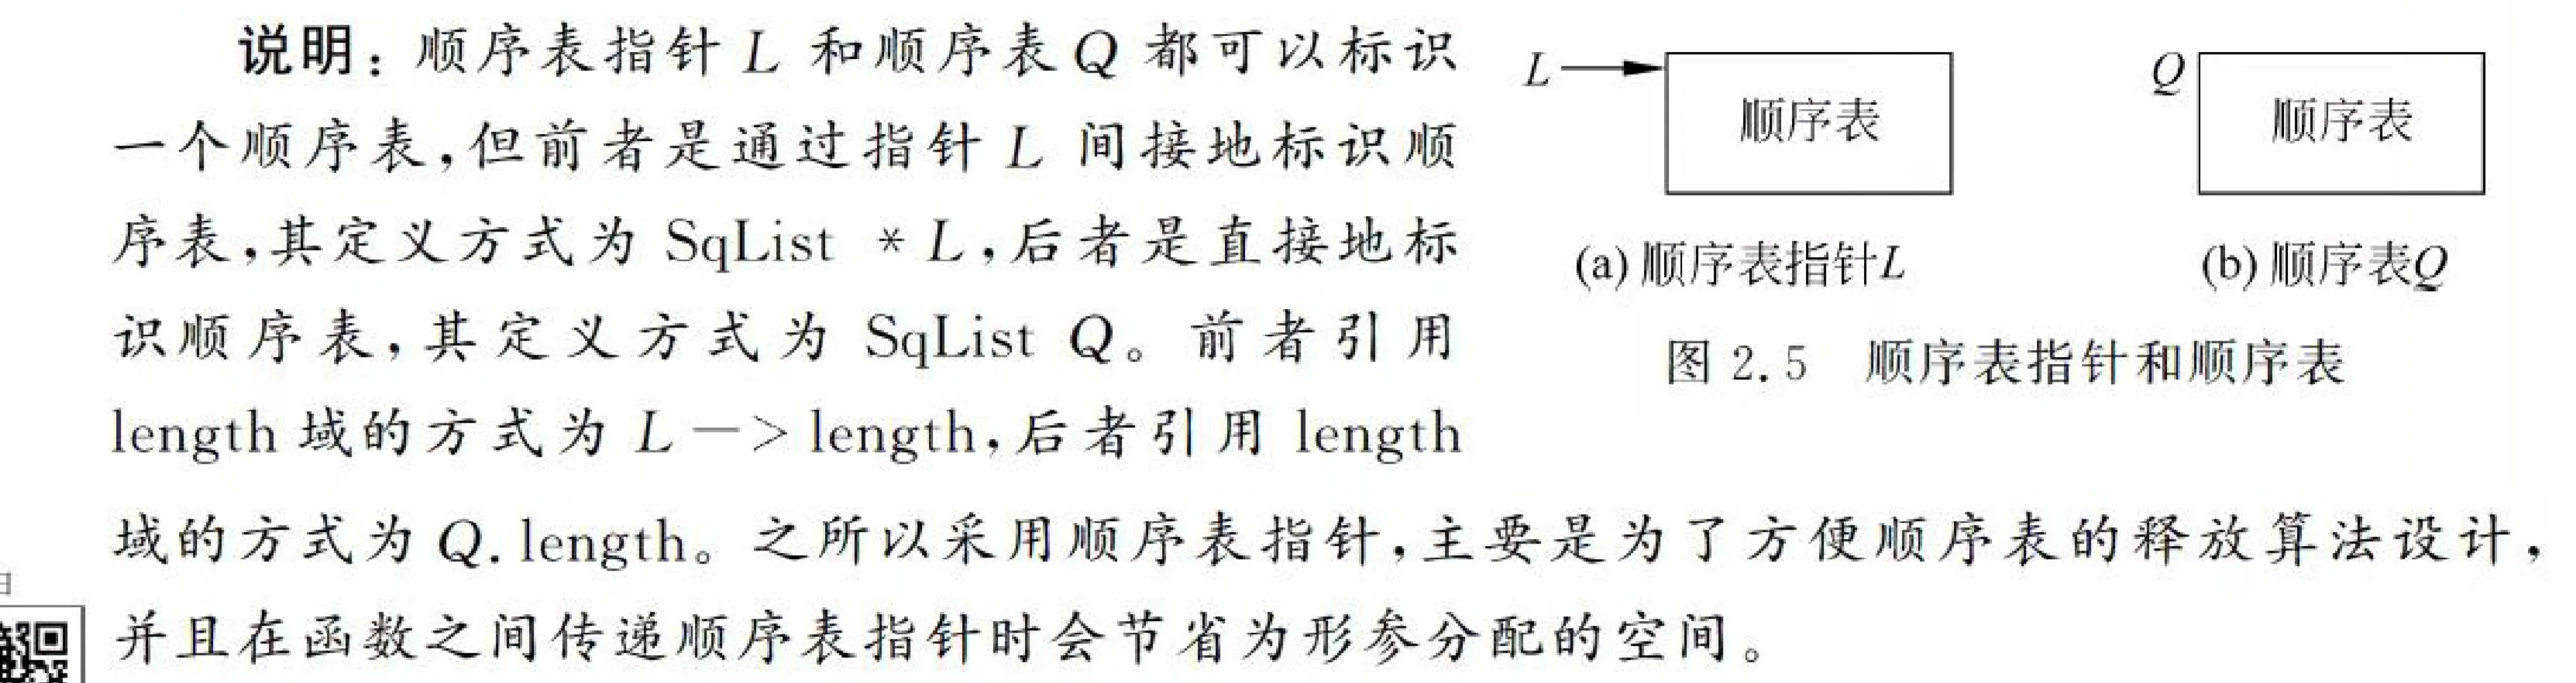 说明：顺序表指针 L 和顺序表 Q 都可以标识
一个顺序表，但前者是通过指针 L 间接地标识顺
序表，其定义方式为 SqList *L，后者是直接地标
识顺序表，其定义方式为 SqList Q。前者引用
length 域的方式为 L—>length，后者引用 length
域的方式为 Q.length。之所以采用顺序表指针，主要是为了方便顺序表的释放算法设计，
并且在函数之间传递顺序表指针时会节省为形参分配的空间。
L
顺序表
Q
顺序表
(a) 顺序表指针L
(b) 顺序表Q
图 2.5 顺序表指针和顺序表